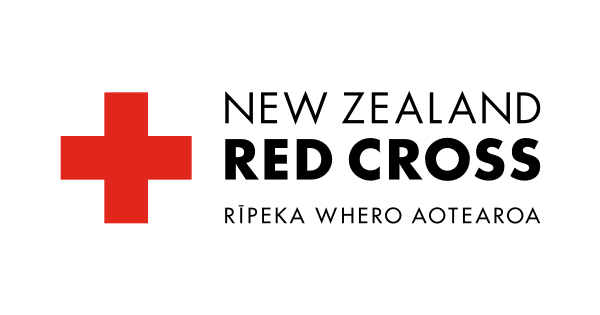 NEW ZEALAND
RED CROSS
RĪPEKA WHERO AOTEAROA